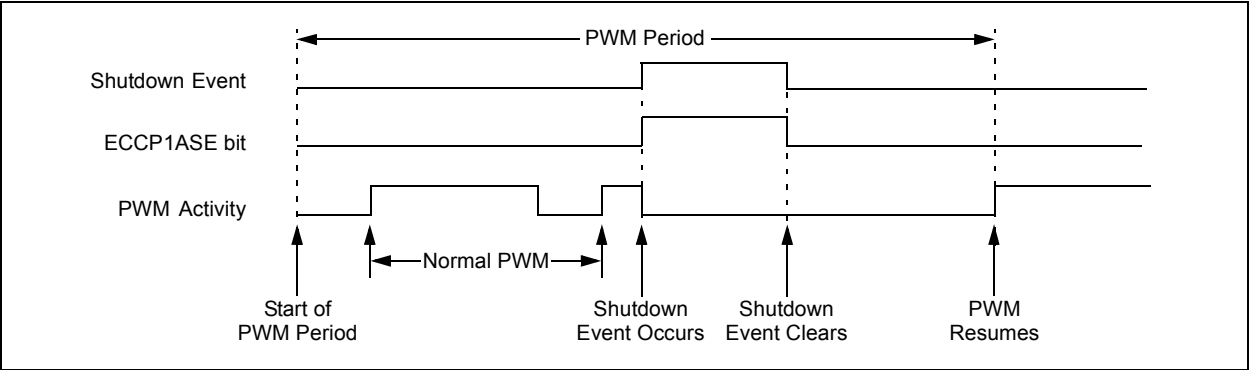 PWM Period
Shutdown Event
ECCP1ASE bit
PWM Activity
Normal PWM
Start of
PWM Period
Shutdown
Event Occurs
Shutdown
Event Clears
PWM
Resumes